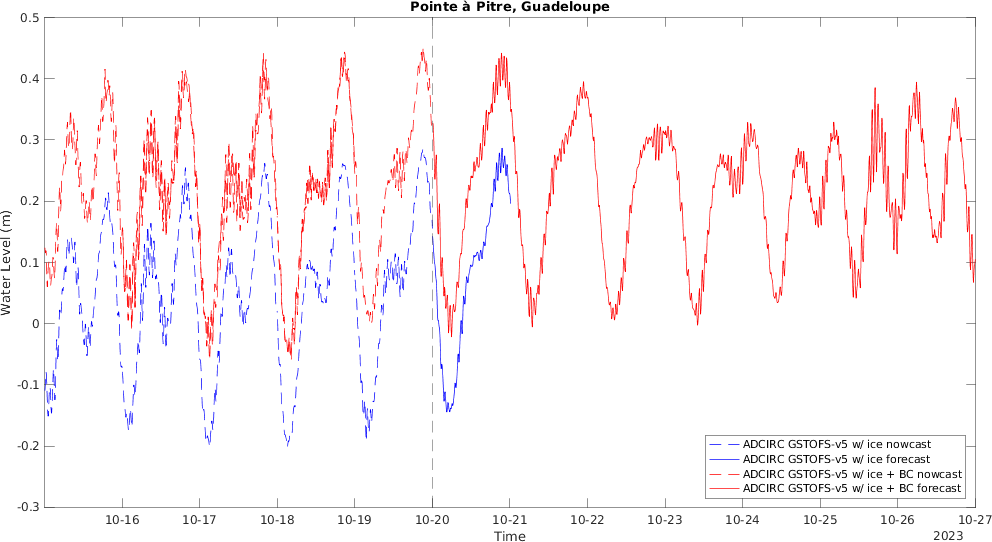 Pointe à Pitre, Guadeloupe
0.5
0.4
0.3
0.2
0.1
0
-0.1
-0.2
-0.3
Water Level (m)
10-16 10-17 10-18 10-19 10-20 10-21 10-22 10-23 10-24 10-25 10-26 10-27
Time
2023
ADCIRC GSTOFS-v5 w/ ice nowcast
ADCIRC GSTOFS-v5 w/ ice forecast
ADCIRC GSTOFS-v5 w/ ice + BC nowcast
ADCIRC GSTOFS-v5 w/ ice + BC forecast